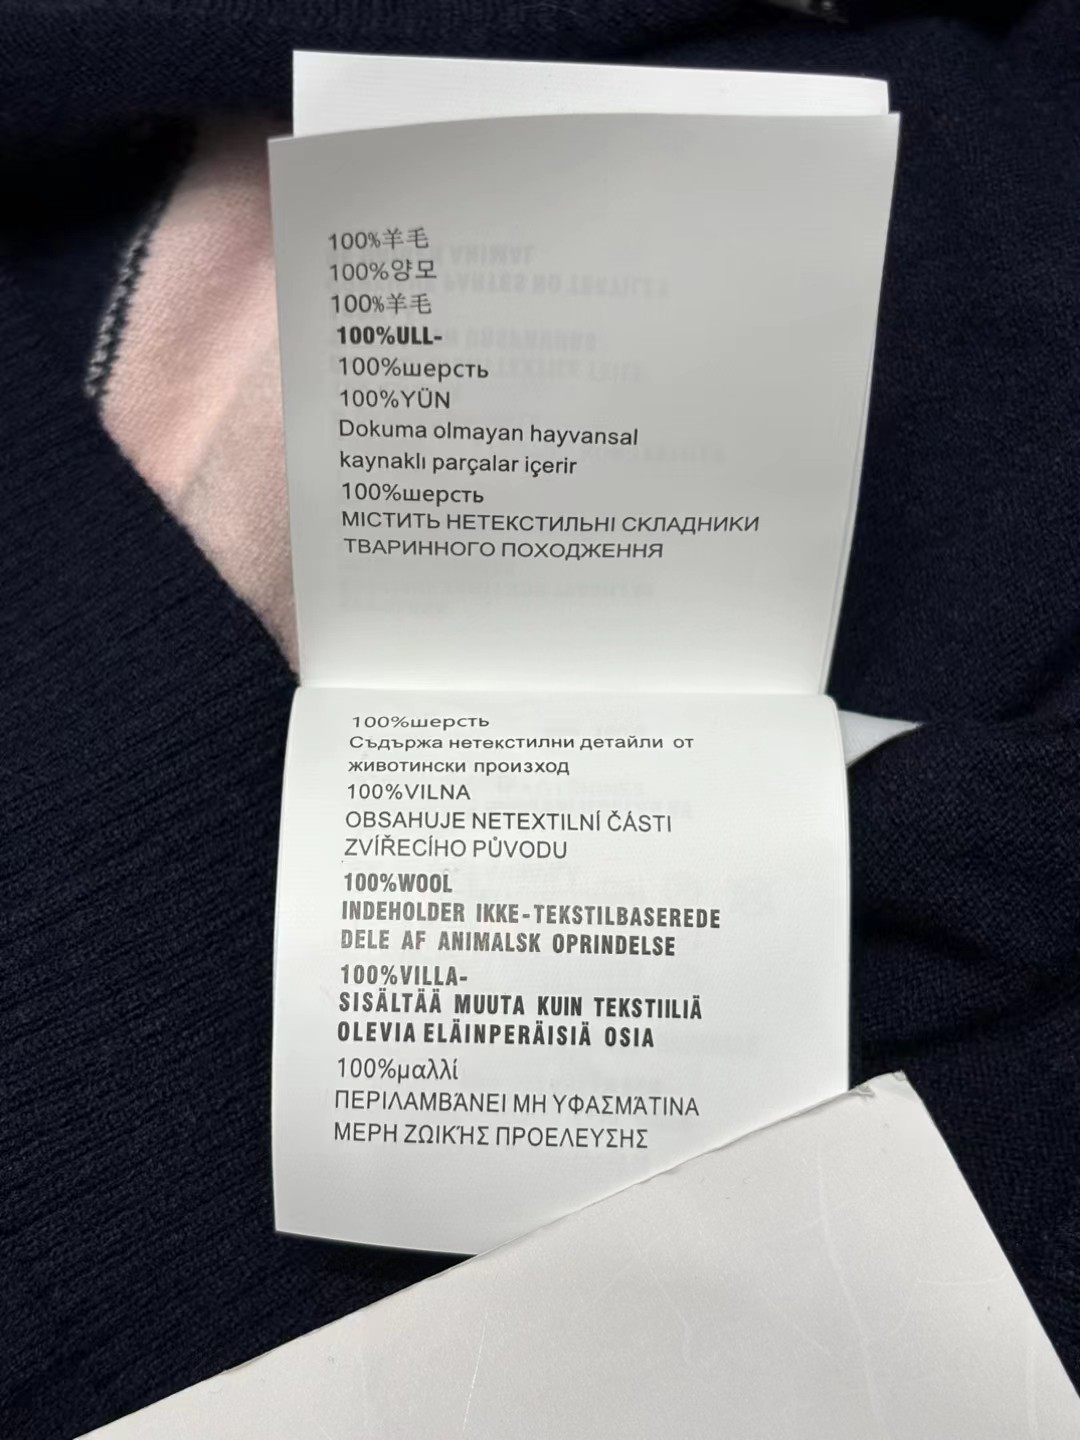 100%羊毛
100%양모
100%羊毛
100%ULL-
100%шерсть
100%YÜN
Dokuma olmayan hayvansal
kaynaklı parçalar içerir
100%шерсть
МІСТИТЬ НЕТЕКСТИЛЬНІ СКЛАДНИКИ
ТВАРИННОГО ПОХОДЖЕННЯ
100%шерсть
Съдържа нетекстилни детайли от
животински произход
100%VILNA
OBSAHUJE NETEXTILNÍ ČÁSTI
ZVÍŘECÍHO PŮVODU
100%WOOL
INDEHOLDER IKKE-TEKSTILBASEREDE
DELE AF ANIMALSK OPRINDELSE
100%VILLA-
SISÄLTÄÄ MUUTA KUIN TEKSTIILIÄ
OLEVIA ELÄINPERÄISIÄ OSIA
100%μαλλί
ΠΕΡΙΛΑΜΒΆΝΕΙ ΜΗ ΥΦΑΣΜΆΤΙΝΑ
ΜΕΡΗ ΖΩΙΚΉΣ ΠΡΟΕΛΕΥΣΗΣ